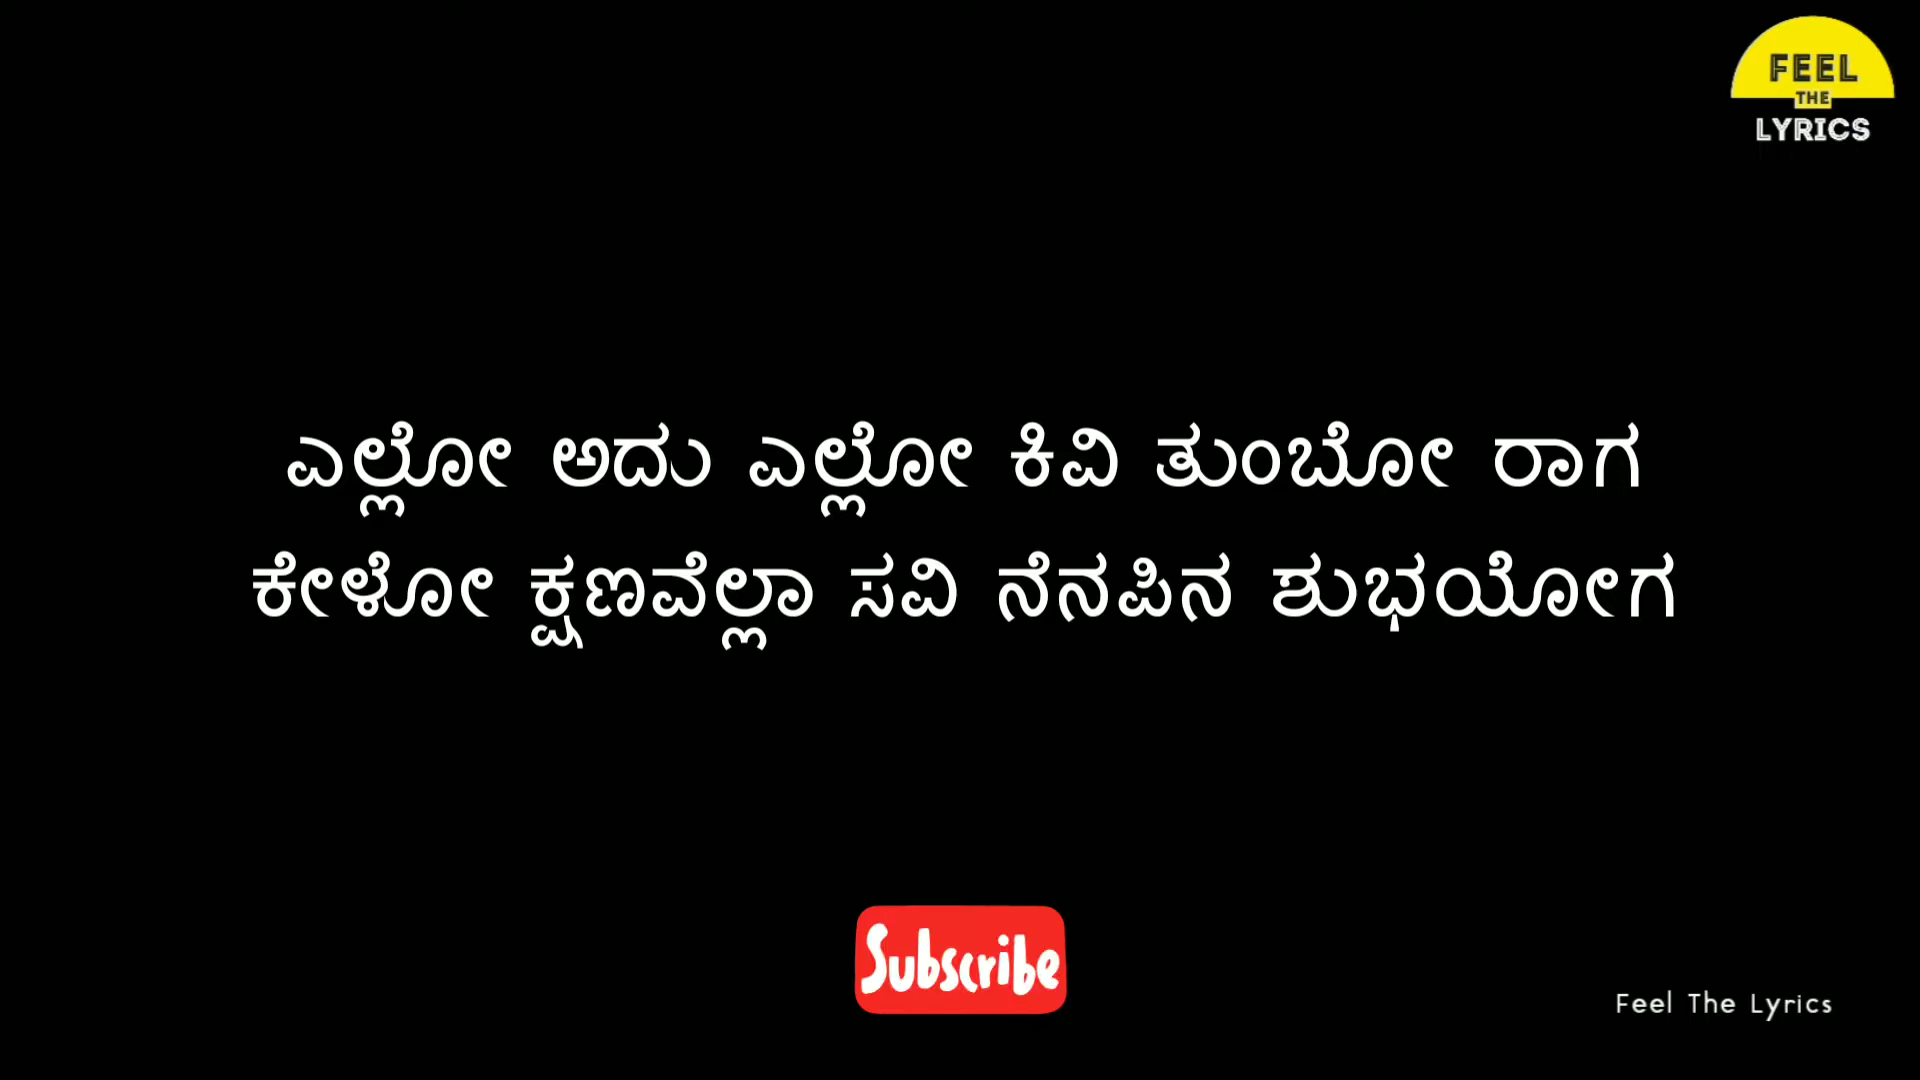 FEEL
THE
LYRICS
ಎಲ್ಲೋ ಅದು ಎಲ್ಲೋ ಕಿವಿ ತುಂಬೋ ರಾಗ
ಕೇಳೋ ಕ್ಷಣವೆಲ್ಲಾ ಸವಿ ನೆನಪಿನ ಶುಭಯೋಗ
Subscribe
Feel The Lyrics